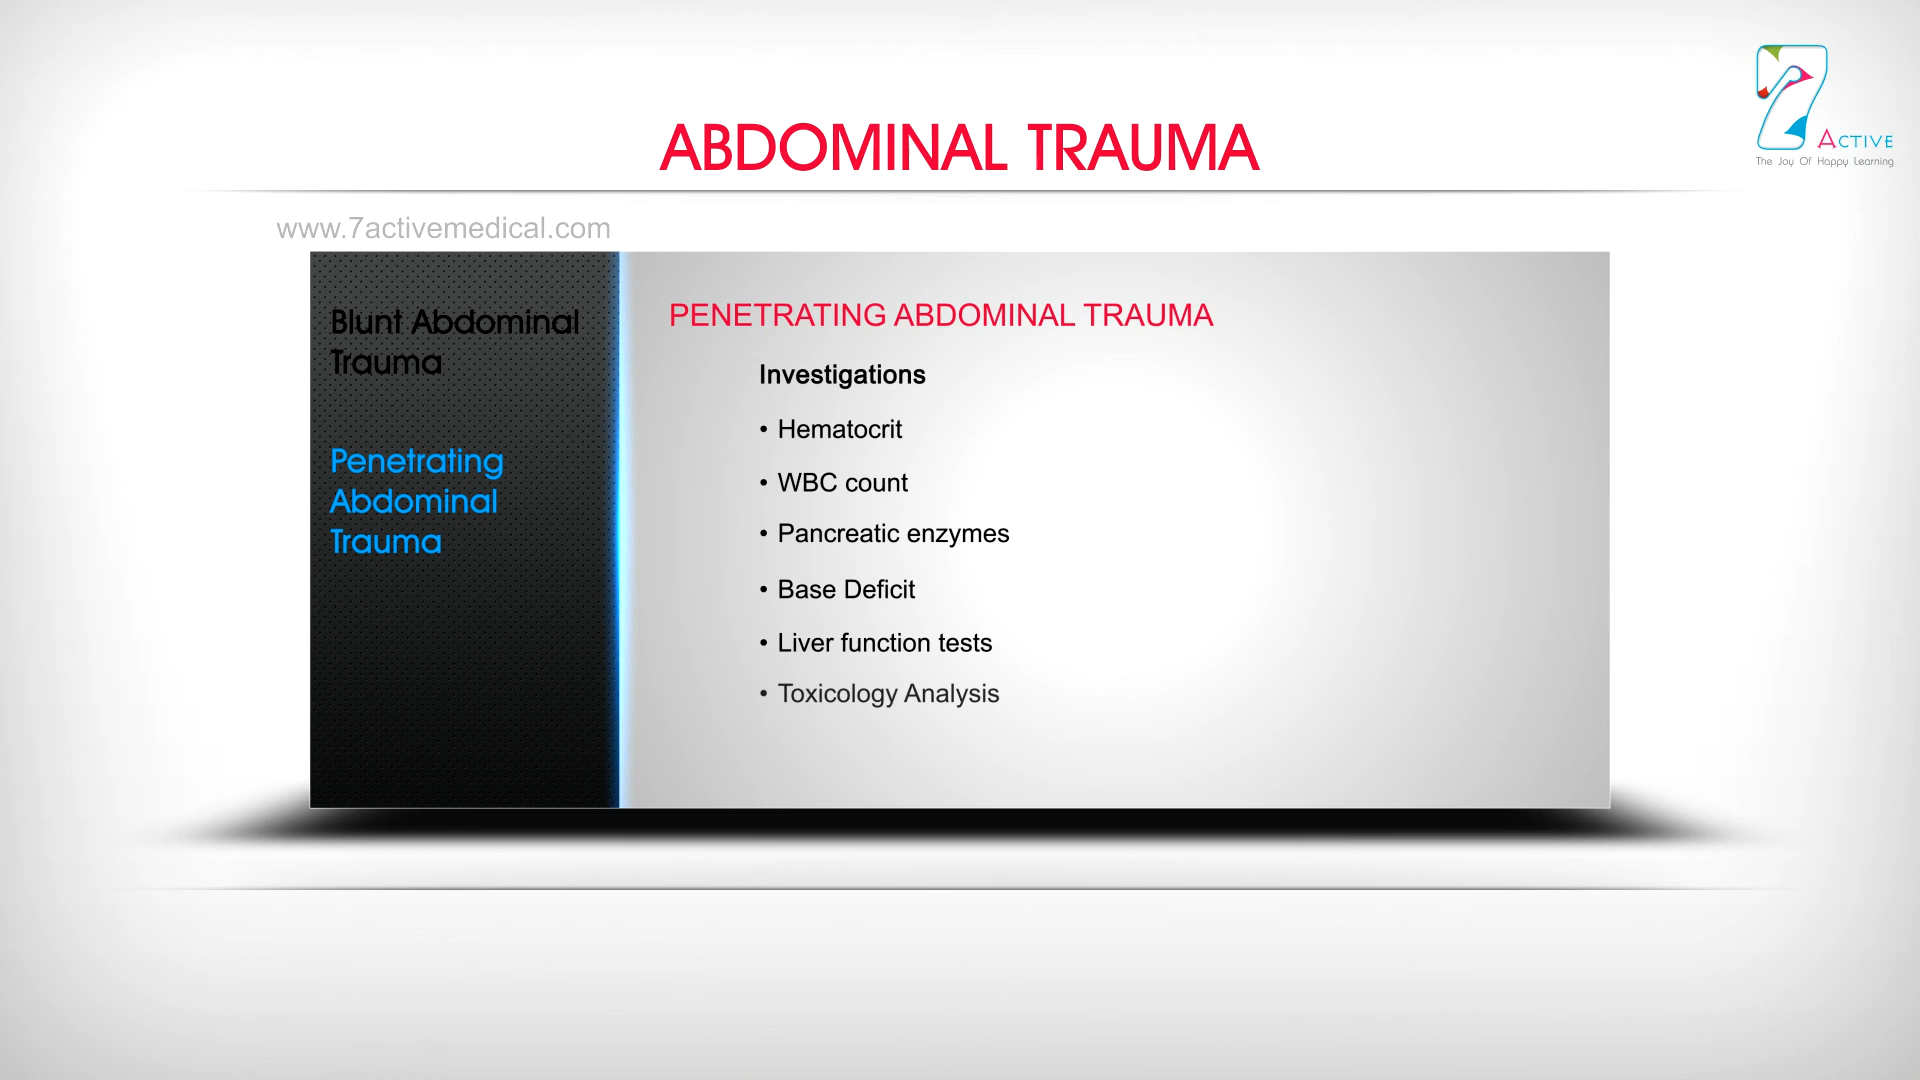 ABDOMINAL TRAUMA
7 ACTIVE
The Joy Of Happy Learning
www.7activemedical.com
Blunt Abdominal
Trauma
Penetrating
Abdominal
Trauma
PENETRATING ABDOMINAL TRAUMA
Investigations
• Hematocrit
• WBC count
• Pancreatic enzymes
• Base Deficit
• Liver function tests
• Toxicology Analysis